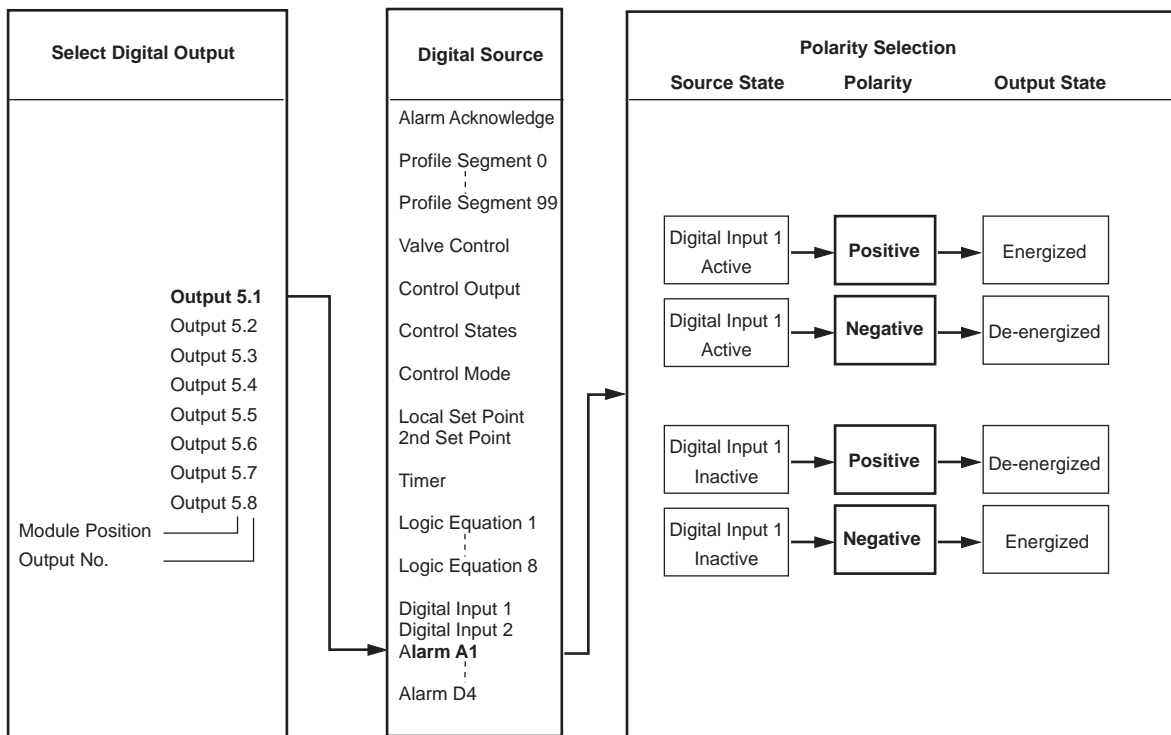 Select Digital Output
Output 5.1
Output 5.2
Output 5.3
Output 5.4
Output 5.5
Output 5.6
Output 5.7
Output 5.8
Module Position
Output No.
Digital Source
Alarm Acknowledge
Profile Segment 0
Profile Segment 99
Valve Control
Control Output
Control States
Control Mode
Local Set Point
2nd Set Point
Timer
Logic Equation 1
Logic Equation 8
Digital Input 1
Digital Input 2
Alarm A1
Alarm D4
Polarity Selection
Source State Polarity Output State
Digital Input 1
Active
Positive
Energized
Digital Input 1
Active
Negative
De-energized
Digital Input 1
Inactive
Positive
De-energized
Digital Input 1
Inactive
Negative
Energized